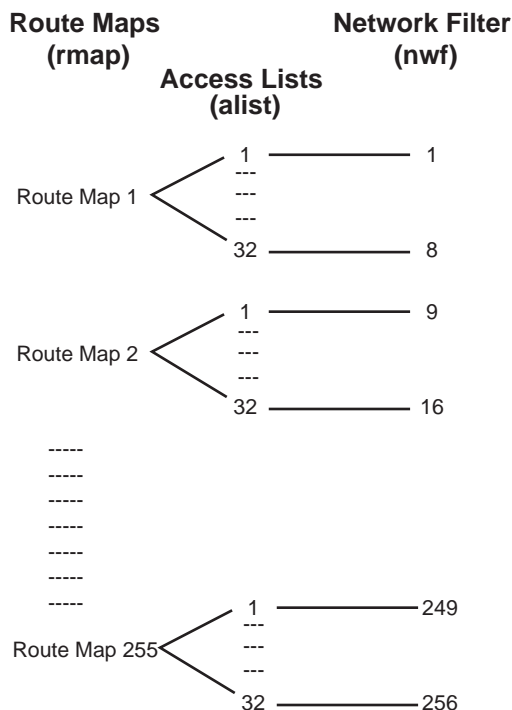 Route Maps
(rmap)
Network Filter
(nwf)
Access Lists
(alist)
1 1
---
---
Route Map 1
---
32 8
1 9
---
---
Route Map 2
---
32 16
-----
-----
-----
-----
-----
-----
-----
1 249
---
---
Route Map 255
---
32 256